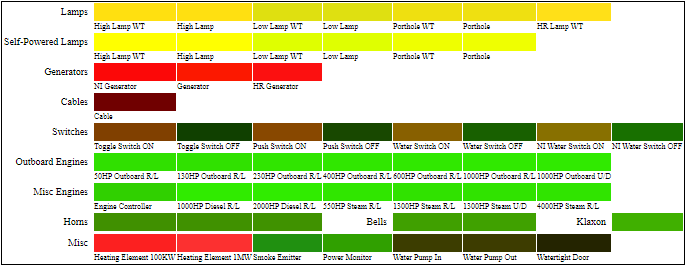 Lamps
High Lamp WT High Lamp Low Lamp WT Low Lamp Porthole WT Porthole HR Lamp WT
Self-Powered Lamps
High Lamp WT High Lamp Low Lamp WT Low Lamp Porthole WT Porthole
Generators
NI Generator Generator HR Generator
Cables
Cable
Switches
Toggle Switch ON Toggle Switch OFF Push Switch ON Push Switch OFF Water Switch ON Water Switch OFF NI Water Switch ON NI Water Switch OFF
Outboard Engines
50HP Outboard R/L 130HP Outboard R/L 230HP Outboard R/L 400HP Outboard R/L 600HP Outboard R/L 1000HP Outboard R/L 1000HP Outboard U/D
Misc Engines
Engine Controller 1000HP Diesel R/L 2000HP Diesel R/L 550HP Steam R/L 1300HP Steam R/L 1300HP Steam U/D 4000HP Steam R/L
Horns Bells Klaxon
Misc
Heating Element 100KW Heating Element 1MW Smoke Emitter Power Monitor Water Pump In Water Pump Out Watertight Door